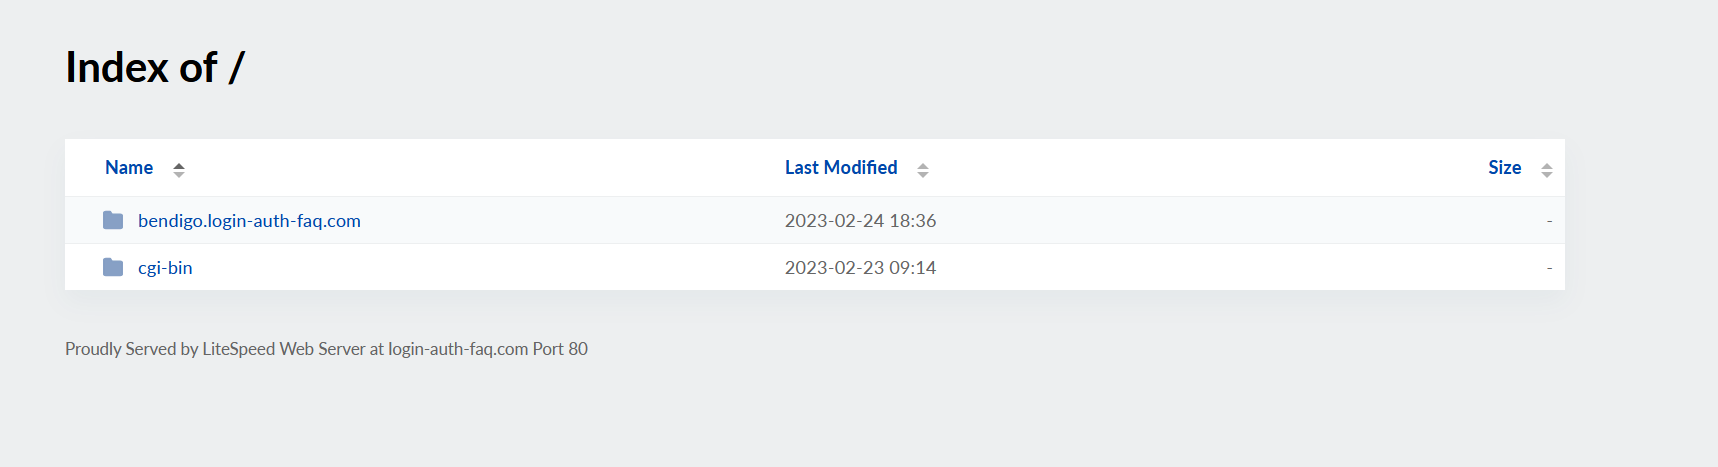 Index of /
Name Last Modified Size
bendigo.login-auth-faq.com 2023-02-24 18:36 -
cgi-bin 2023-02-23 09:14 -
Proudly Served by LiteSpeed Web Server at login-auth-faq.com Port 80